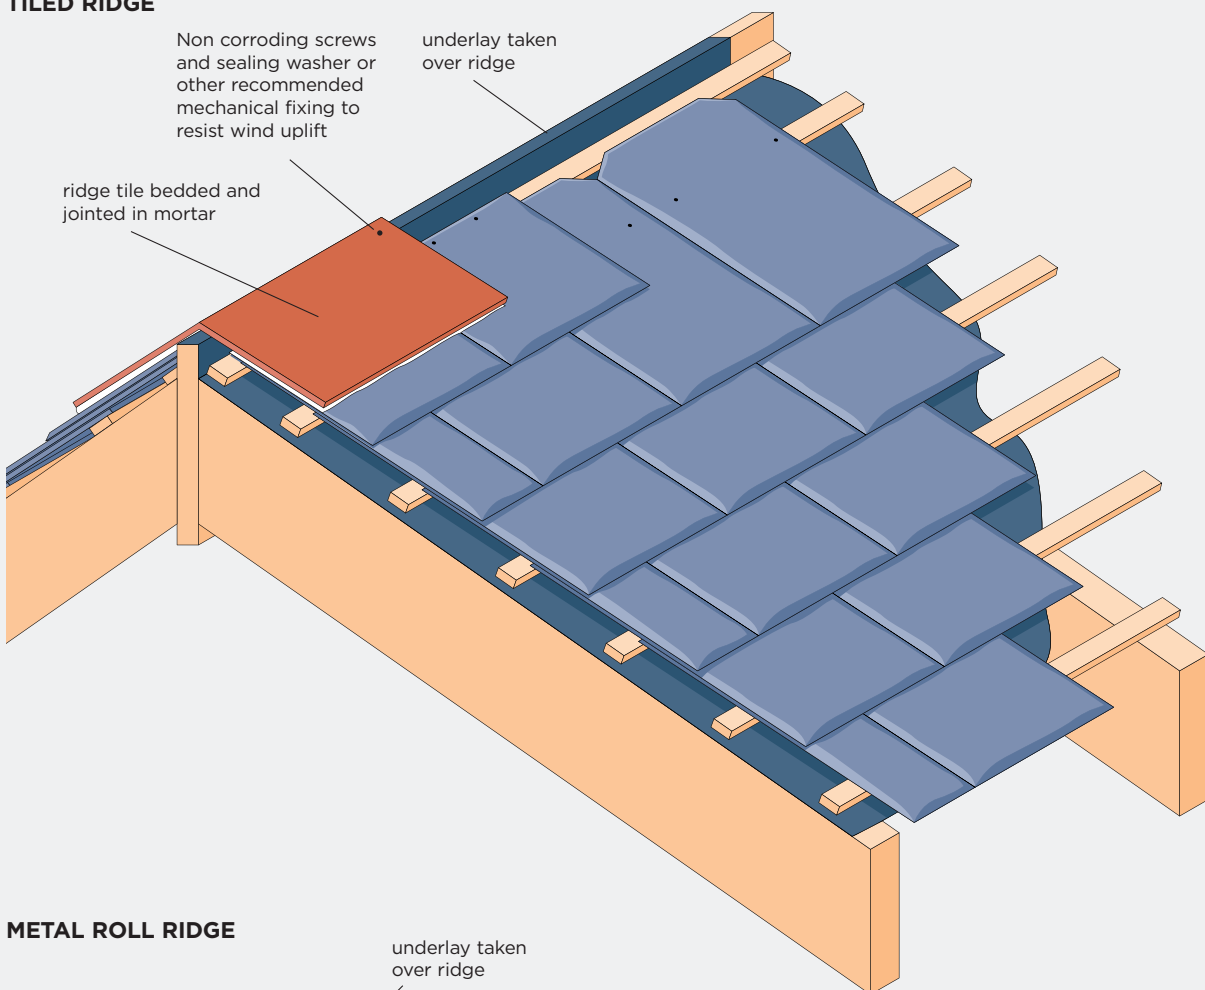 TILED RIDGE
Non corroding screws
and sealing washer or
other recommended
mechanical fixing to
resist wind uplift
underlay taken
over ridge
ridge tile bedded and
jointed in mortar
METAL ROLL RIDGE
underlay taken
over ridge